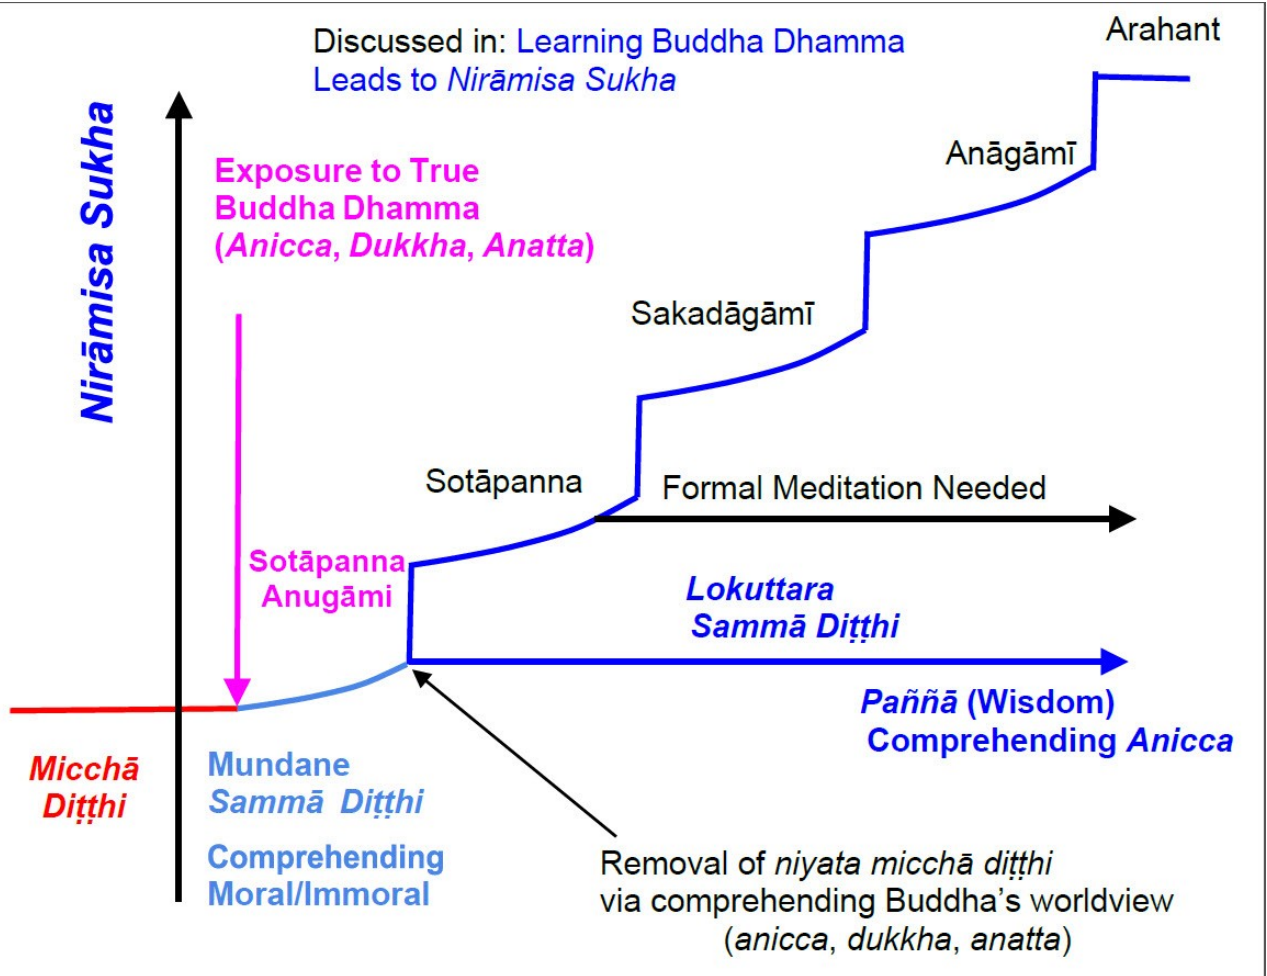 Discussed in: Learning Buddha Dhamma
Leads to Nirāmisa Sukha
Arahant
Nirāmisa Sukha
Exposure to True
Buddha Dhamma
(Anicca, Dukkha, Anatta)
Anāgāmī
Sakadāgāmī
Sotāpanna
Formal Meditation Needed
Sotāpanna
Anugāmi
Lokuttara
Sammā Diṭṭhi
Paññā (Wisdom)
Comprehending Anicca
Micchā
Diṭṭhi
Mundane
Sammā Diṭṭhi
Comprehending
Moral/Immoral
Removal of niyata micchā diṭṭhi
via comprehending Buddha’s worldview
(anicca, dukkha, anatta)